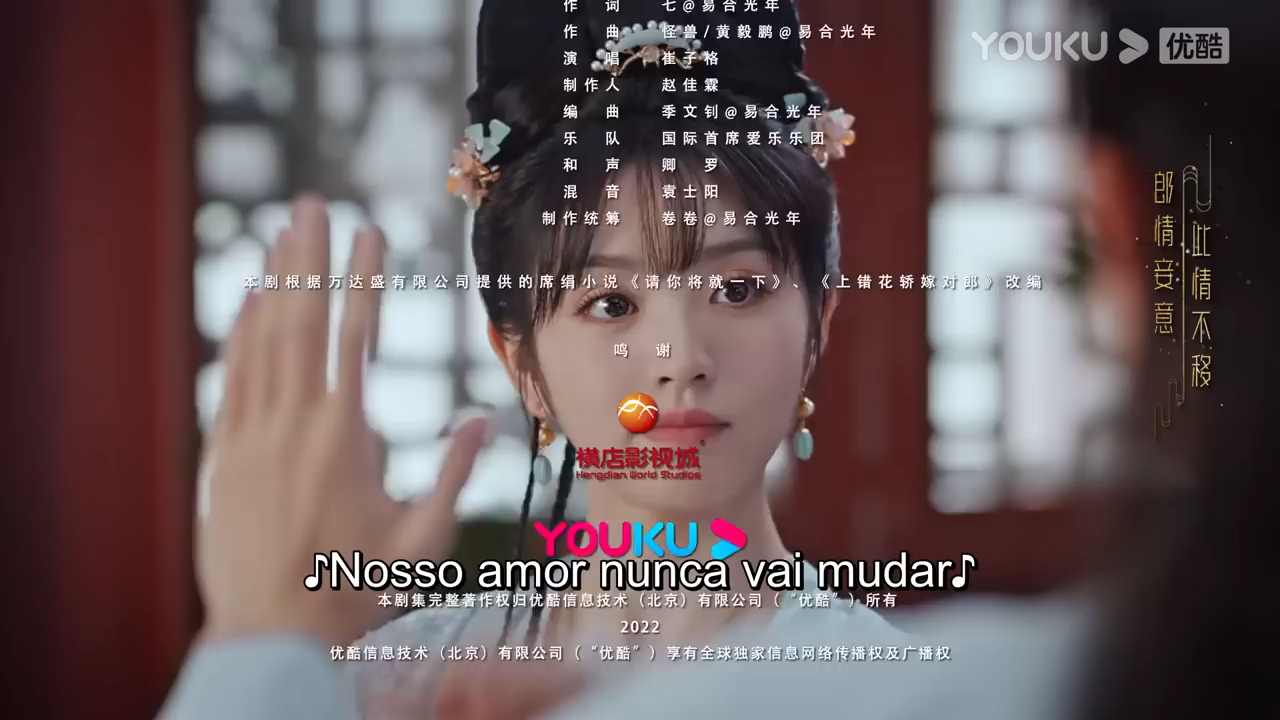 作 词 七@易合光年
作 曲 怪兽/黄毅鹏@易合光年
演 唱 崔子格
制作人 赵佳霖
编 曲 季文钊@易合光年
乐 队 国际首席爱乐乐团
和 声 卿 罗
混 音 袁士阳
制作统筹 卷卷@易合光年
本剧根据万达盛有限公司提供的席绢小说《请你将就一下》、《上错花轿嫁对郎》改编
鸣 谢
横店影视城
Hengdian World Studios
YOUKU
♪Nosso amor nunca vai mudar♪
本剧集完整著作权归优酷信息技术（北京）有限公司（“优酷”）所有
2022
优酷信息技术（北京）有限公司（“优酷”）享有全球独家信息网络传播权及广播权
YOUKU 优酷
此情不移
郎情妾意